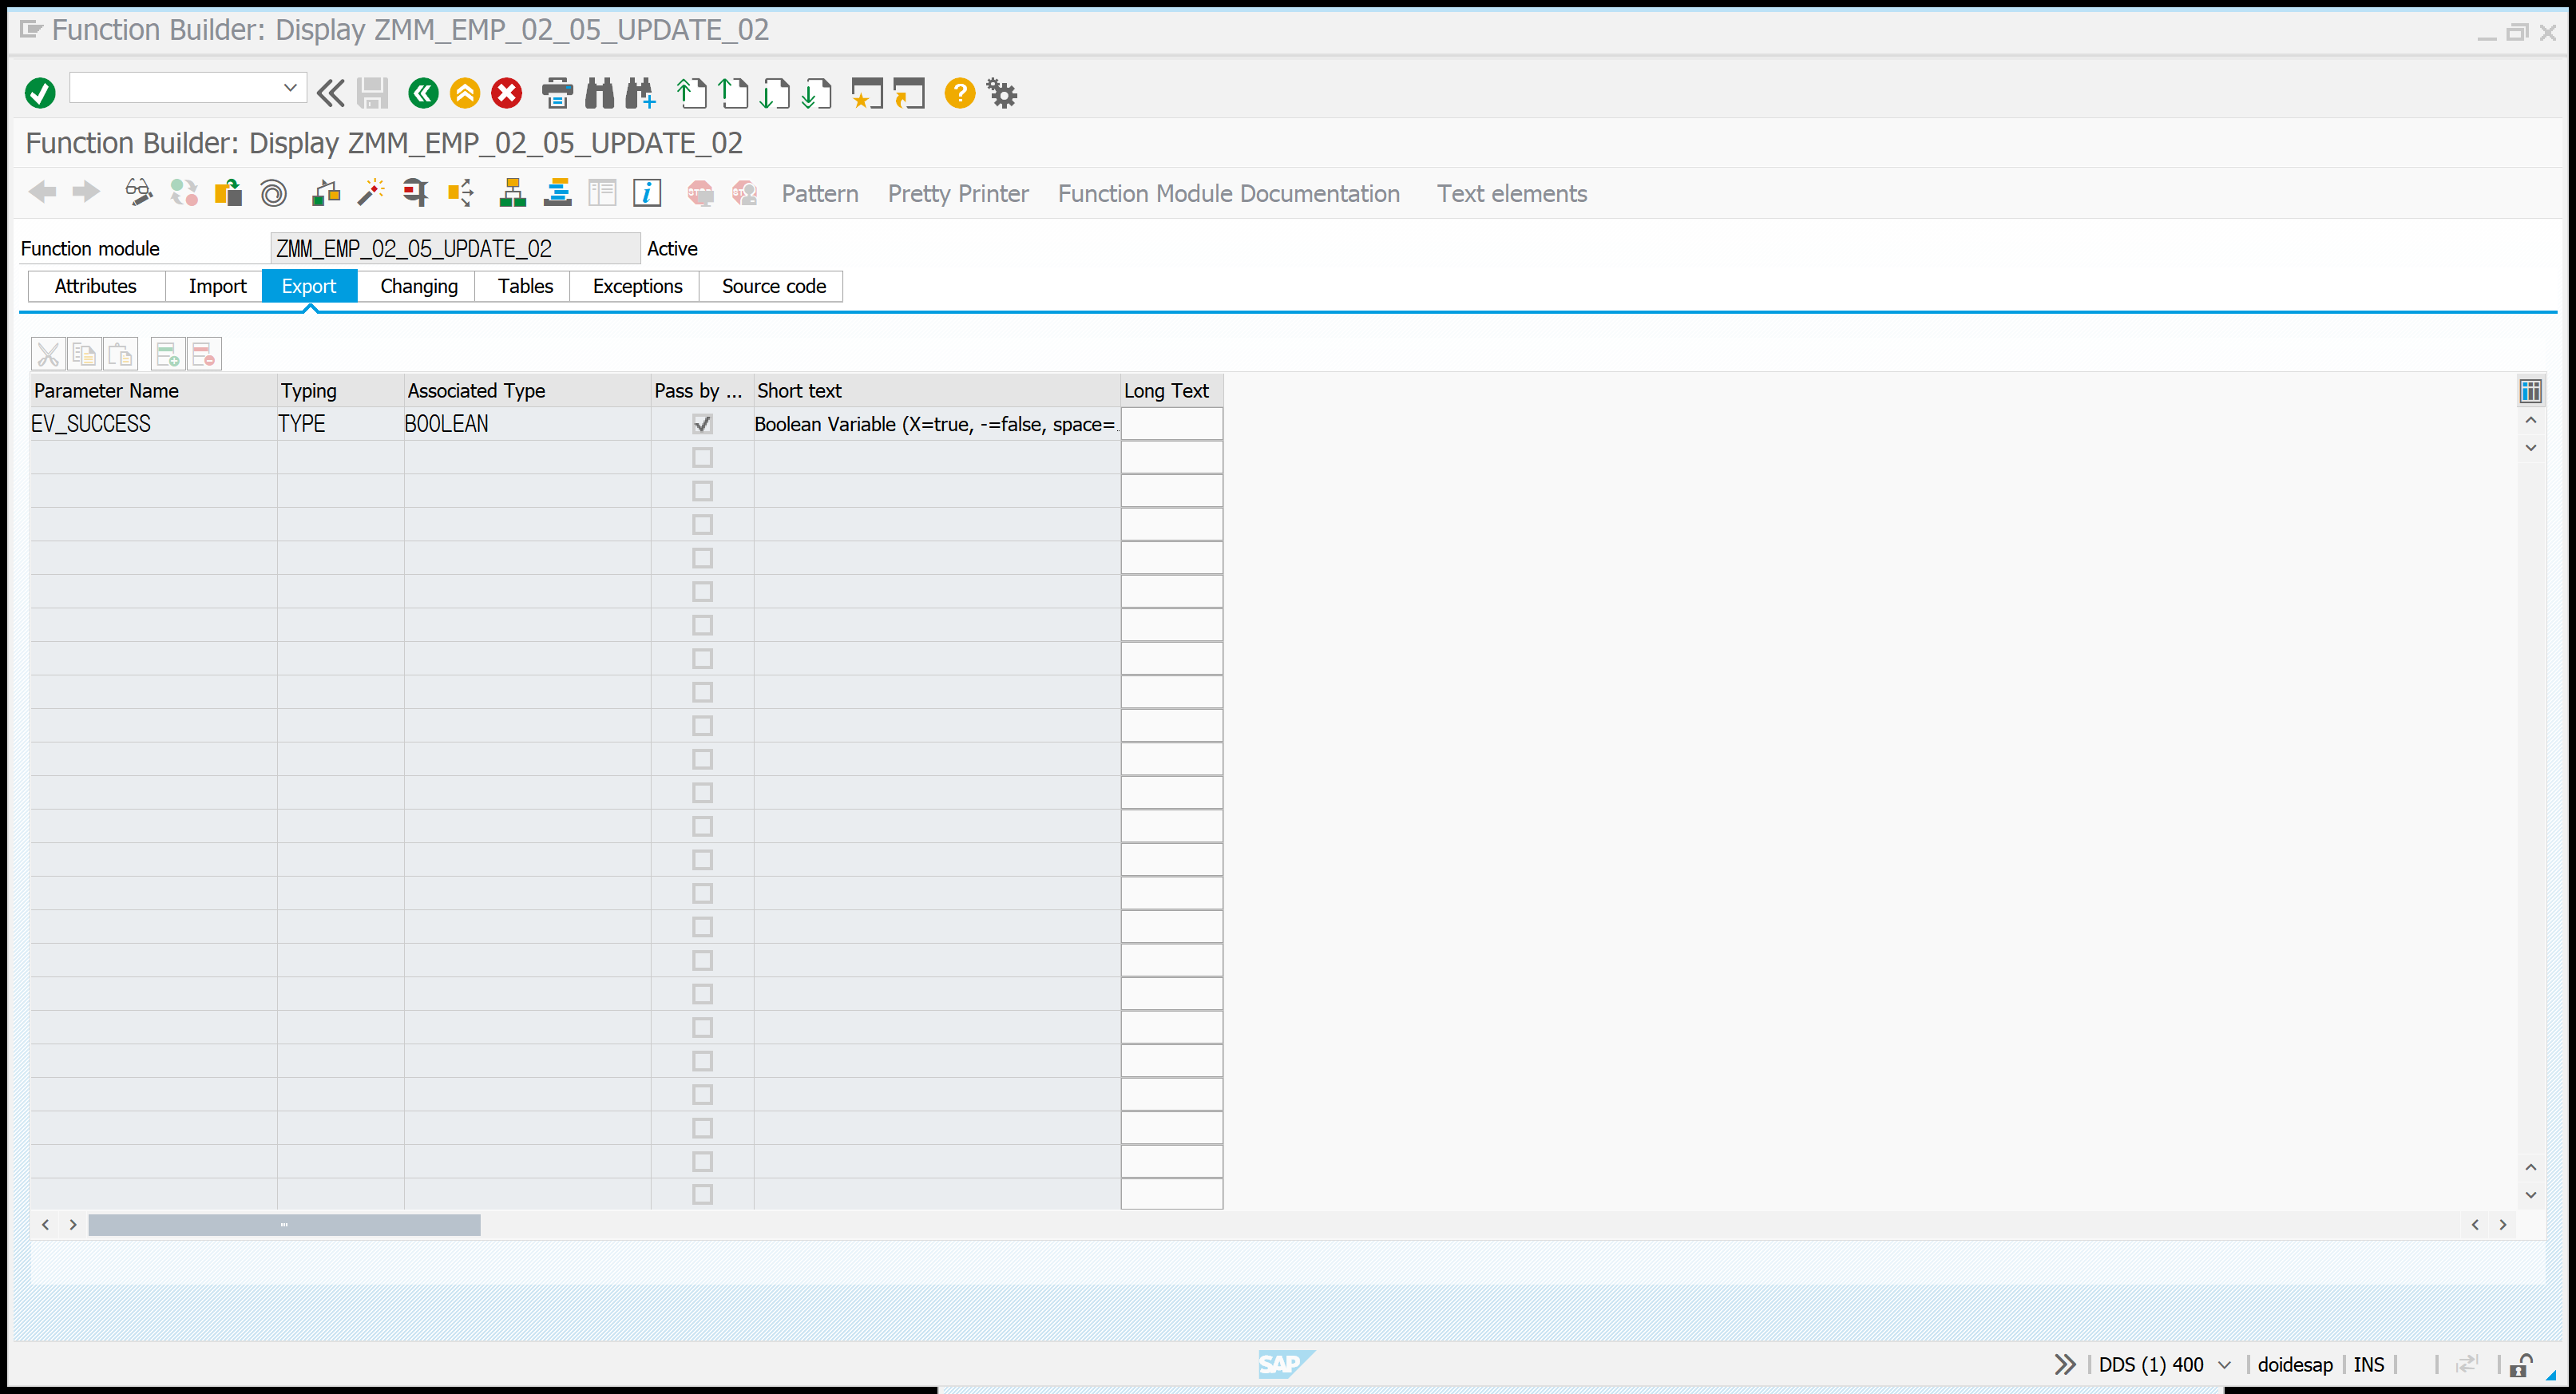 Function Builder: Display ZMM_EMP_02_05_UPDATE_02
Function Builder: Display ZMM_EMP_02_05_UPDATE_02
Pattern Pretty Printer Function Module Documentation Text elements
Function module ZMM_EMP_02_05_UPDATE_02 Active
Attributes Import Export Changing Tables Exceptions Source code
Parameter Name Typing Associated Type Pass by ... Short text Long Text
EV_SUCCESS TYPE BOOLEAN Boolean Variable (X=true, -=false, space=...
SAP DDS (1) 400 doidesap INS